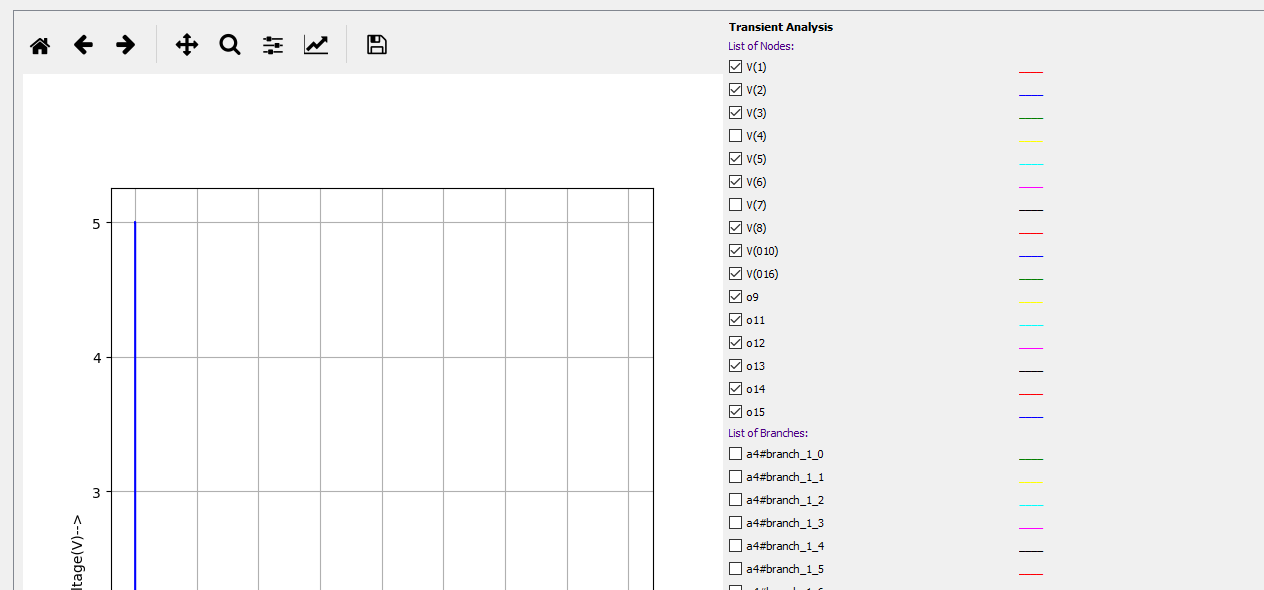 Transient Analysis
List of Nodes:
V(1)
V(2)
V(3)
V(4)
V(5)
V(6)
V(7)
V(8)
V(010)
V(016)
o9
o11
o12
o13
o14
o15
List of Branches:
a4#branch_1_0
a4#branch_1_1
a4#branch_1_2
a4#branch_1_3
a4#branch_1_4
a4#branch_1_5
5
4
3
ltage(V)-->